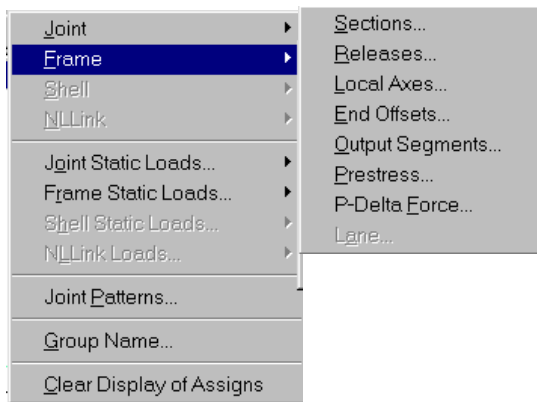 Joint
Frame
Shell
NLLink
Joint Static Loads...
Frame Static Loads...
Shell Static Loads...
NLLink Loads...
Joint Patterns...
Group Name...
Clear Display of Assigns
Sections...
Releases...
Local Axes...
End Offsets...
Output Segments...
Prestress...
P-Delta Force...
Lane...